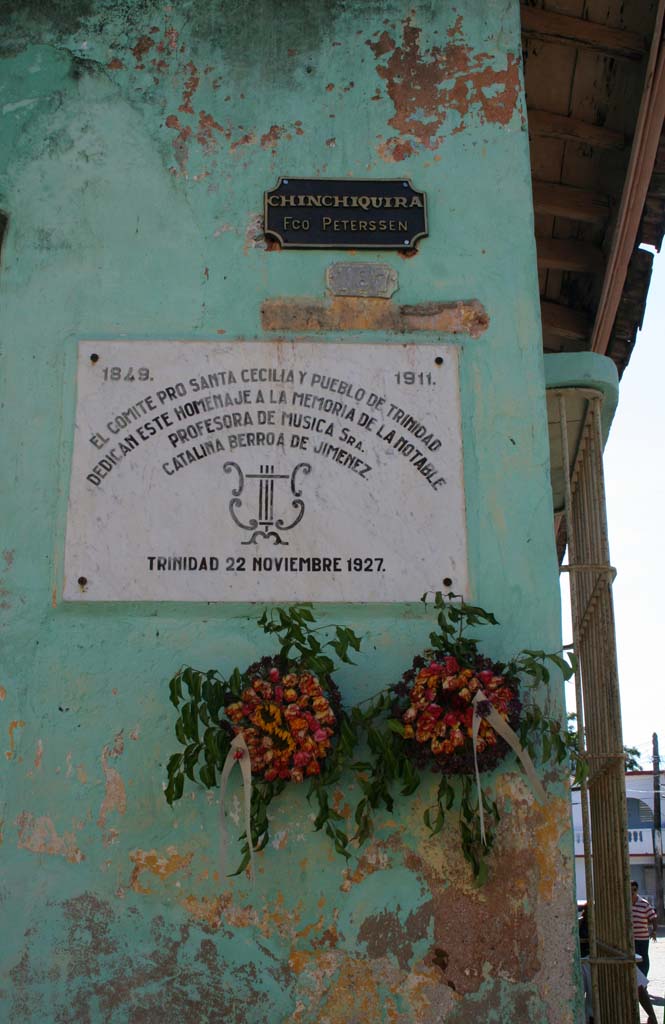 CHINCHIQUIRA
FCO PETERSSEN
1849.
1911.
EL COMITE PRO SANTA CECILIA Y PUEBLO DE TRINIDAD
DEDICAN ESTE HOMENAJE A LA MEMORIA DE LA NOTABLE
PROFESORA DE MUSICA SRA.
CATALINA BERROA DE JIMENEZ.
TRINIDAD 22 NOVIEMBRE 1927.